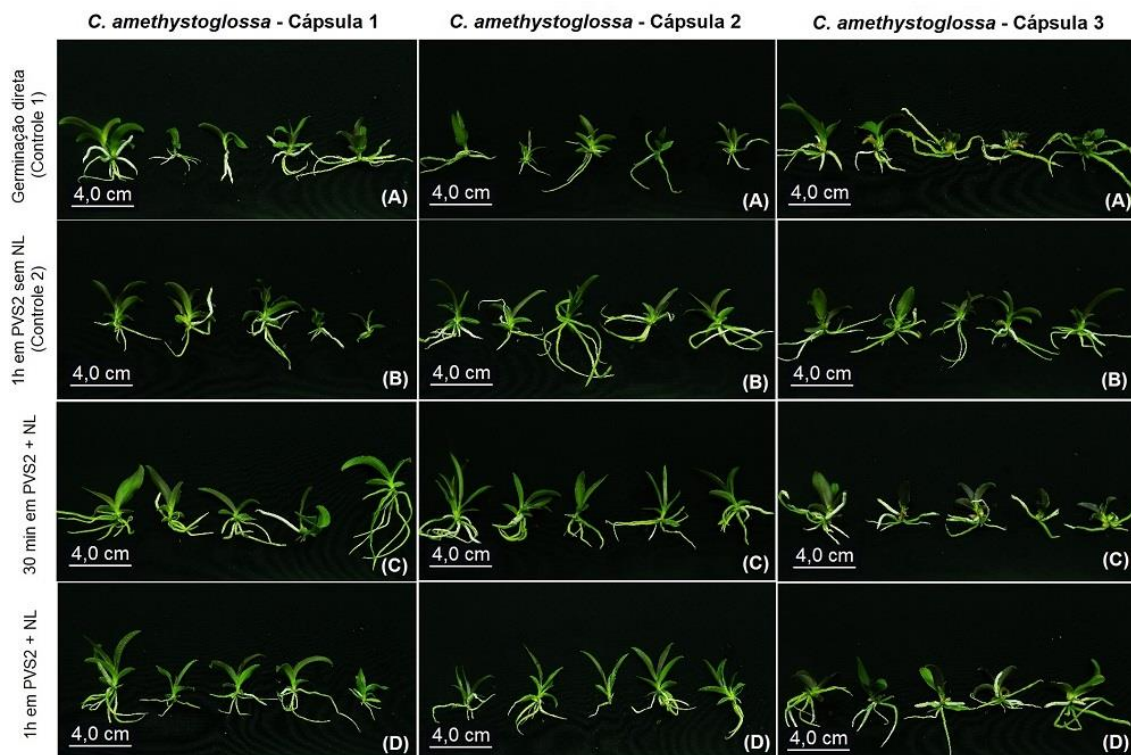 C. amethystoglossa - Cápsula 1
C. amethystoglossa - Cápsula 2
C. amethystoglossa - Cápsula 3
Germinação direta
(Controle 1)
4,0 cm
(A)
4,0 cm
(A)
4,0 cm
(A)
1h em PVS2 sem NL
(Controle 2)
4,0 cm
(B)
4,0 cm
(B)
4,0 cm
(B)
30 min em PVS2 + NL
4,0 cm
(C)
4,0 cm
(C)
4,0 cm
(C)
1h em PVS2 + NL
4,0 cm
(D)
4,0 cm
(D)
4,0 cm
(D)